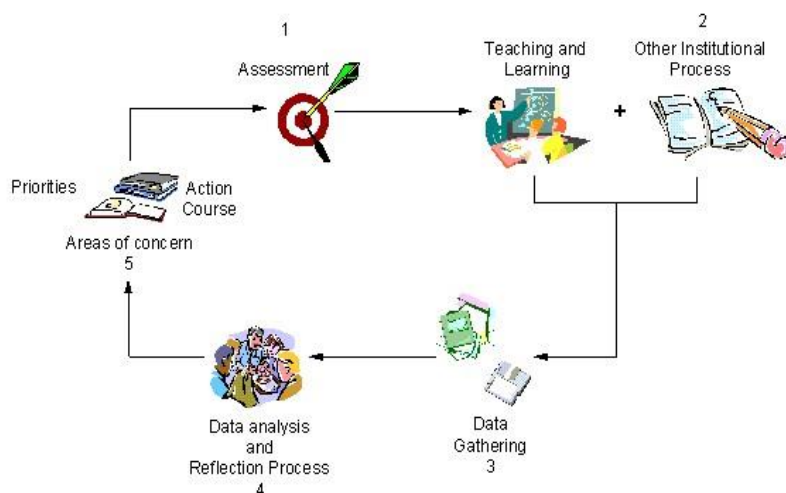 1
Assessment
Teaching and
Learning
+
2
Other Institutional
Process
Priorities
Action
Course
Areas of concern
5
Data analysis
and
Reflection Process
4
Data
Gathering
3